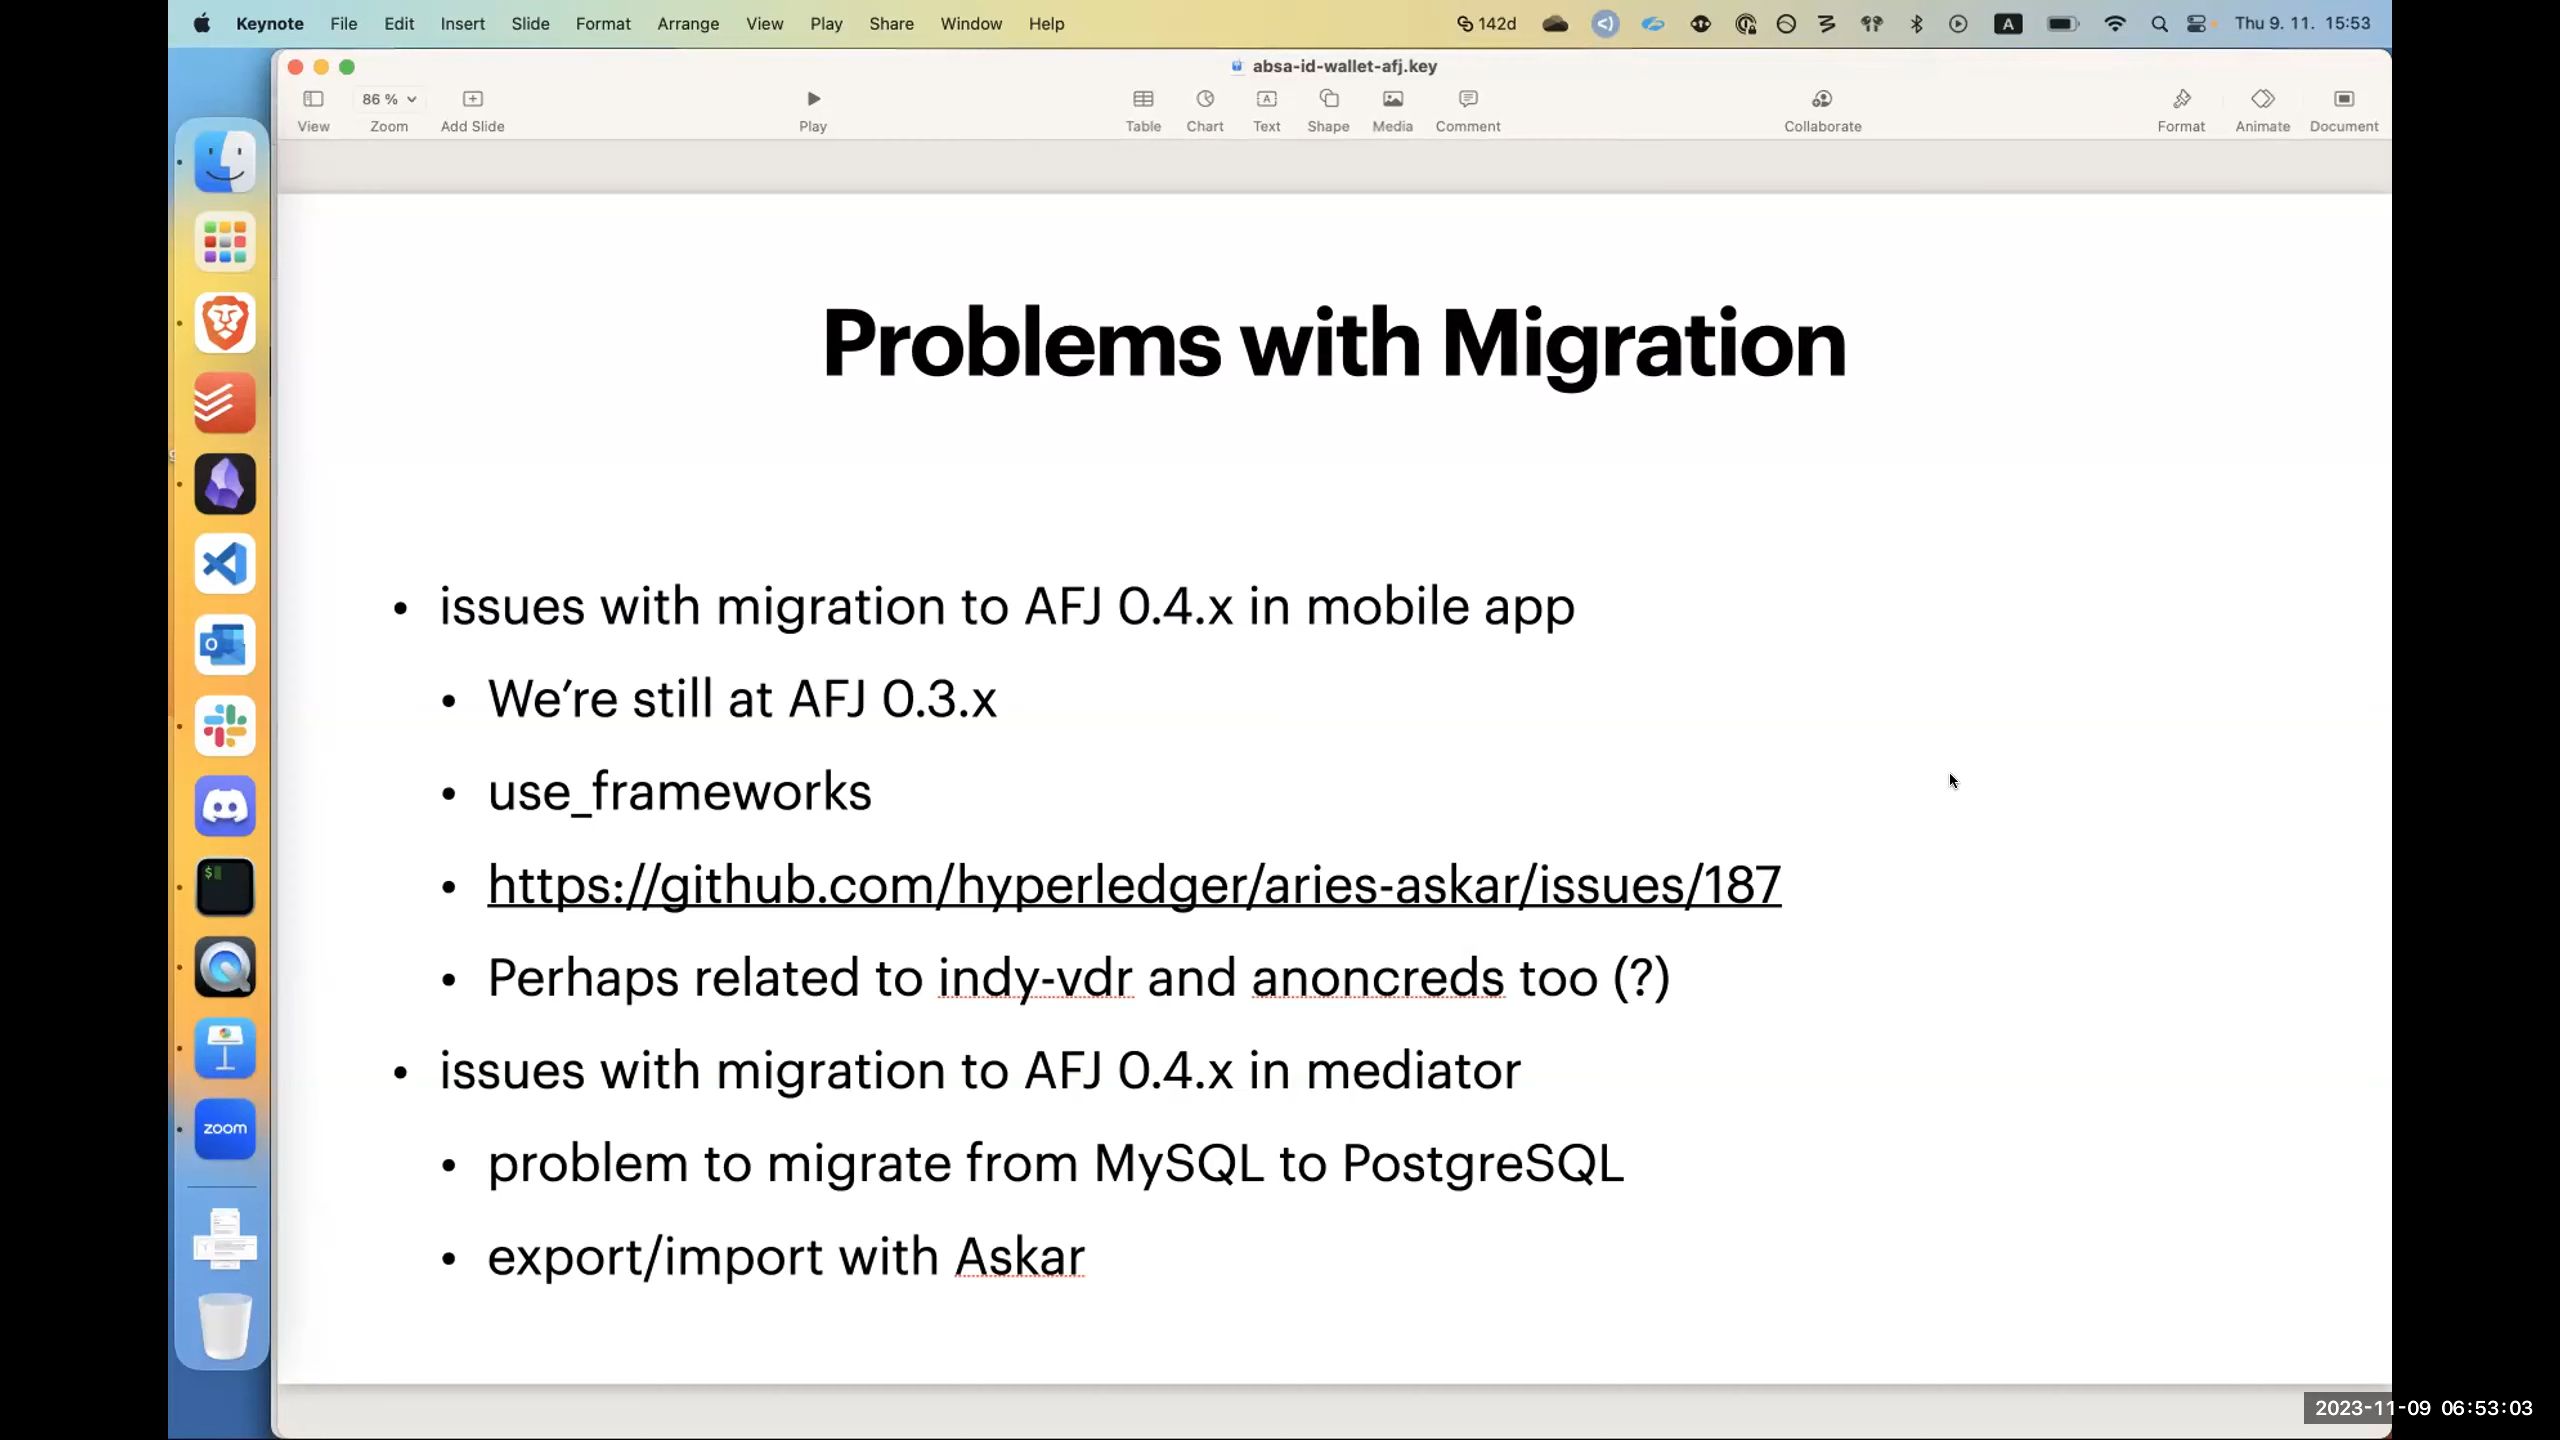 Keynote File Edit Insert Slide Format Arrange View Play Share Window Help 142d A Thu 9. 11. 15:53
absa-id-wallet-afj.key
86 %
View Zoom Add Slide Play Table Chart Text Shape Media Comment Collaborate Format Animate Document
Problems with Migration
• issues with migration to AFJ 0.4.x in mobile app
• We’re still at AFJ 0.3.x
• use_frameworks
• https://github.com/hyperledger/aries-askar/issues/187
• Perhaps related to indy-vdr and anoncreds too (?)
• issues with migration to AFJ 0.4.x in mediator
• problem to migrate from MySQL to PostgreSQL
• export/import with Askar
zoom
2023-11-09 06:53:03